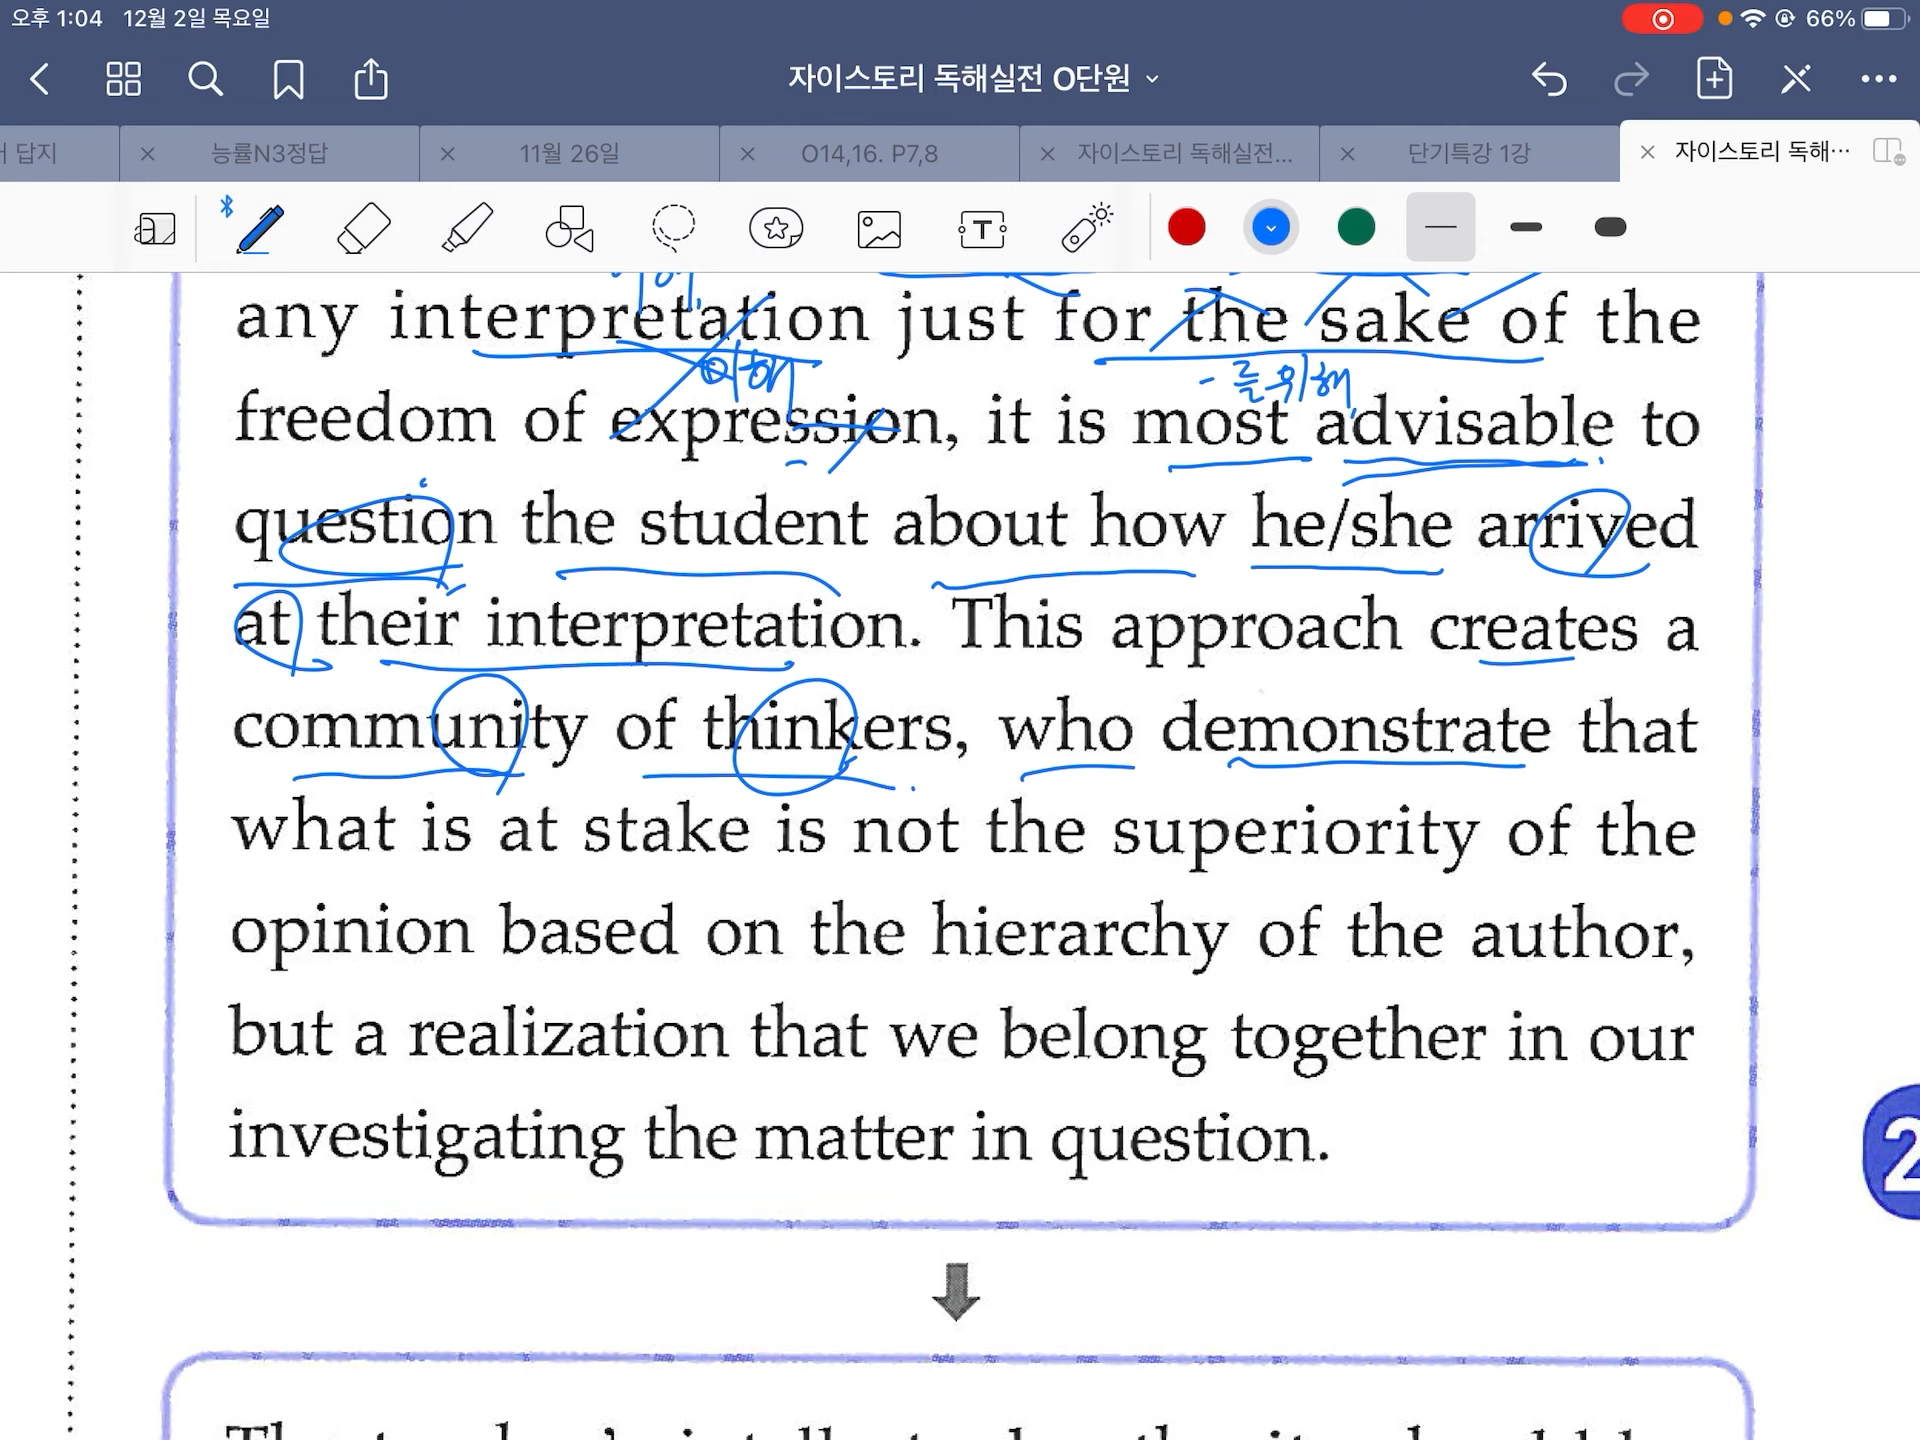 오후 1:04 12월 2일 목요일
66%
자이스토리 독해실전 O단원
답지
능률N3정답
11월 26일
O14,16. P7,8
자이스토리 독해실전...
단기특강 1강
자이스토리 독해...
any interpretation just for the sake of the
이해
-를 위해
freedom of expression, it is most advisable to
question the student about how he/she arrived
at their interpretation. This approach creates a
community of thinkers, who demonstrate that
what is at stake is not the superiority of the
opinion based on the hierarchy of the author,
but a realization that we belong together in our
investigating the matter in question.
2